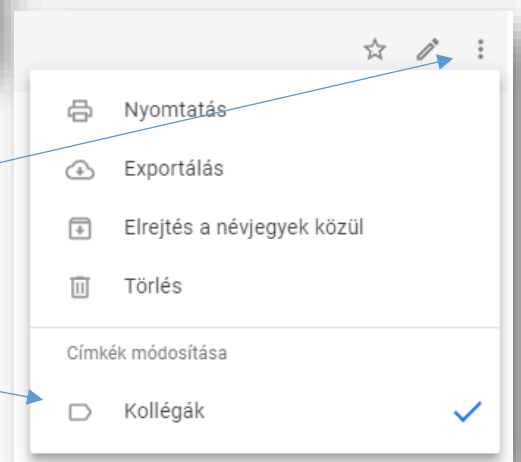 Nyomtatás
Exportálás
Elrejtés a névjegyek közül
Törlés
Címkék módosítása
Kollégák